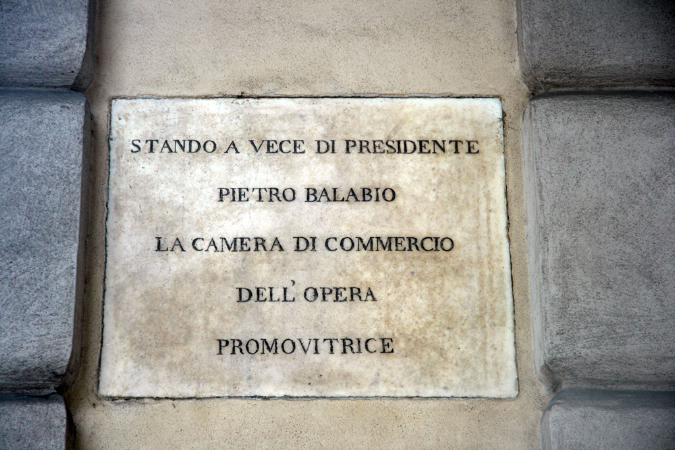 STANDO A VECE DI PRESIDENTE
PIETRO BALABIO
LA CAMERA DI COMMERCIO
DELL' OPERA
PROMOVITRICE